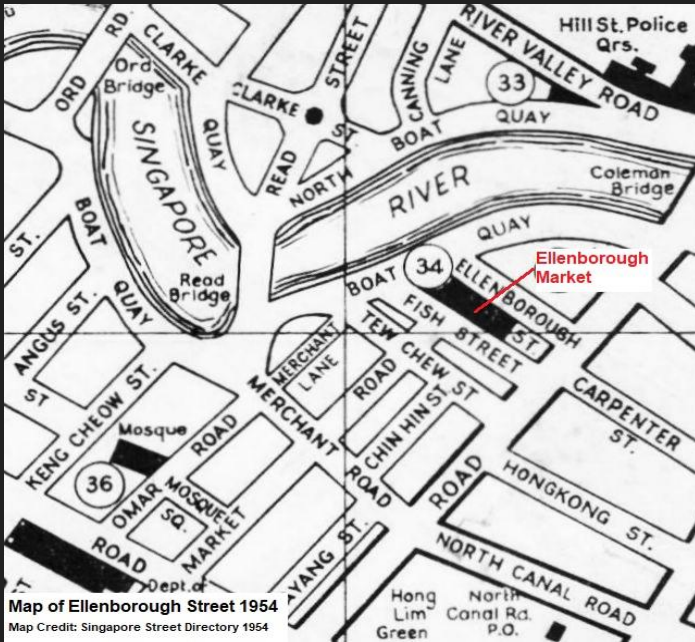 RD
ORD
Ord
Bridge
CLARKE
QUAY
CLARKE
ST
STREET
READ
CANNING
LANE
RIVER VALLEY ROAD
Hill St. Police
Qrs.
33
NORTH BOAT QUAY
SINGAPORE
RIVER
Coleman
Bridge
Read
Bridge
BOAT
QUAY
ST.
ANGUS ST.
ST
BOAT
QUAY
34
ELLENBOROUGH
ST
Ellenborough
Market
FISH STREET
TEW CHEW ST
MERCHANT
LANE
MERCHANT
ROAD
ROAD
CHIN HIN ST.
CARPENTER
ST.
HONGKONG ST.
ROAD
NORTH CANAL ROAD
KENG CHEOW ST.
Mosque
36
OMAR
ROAD
MOSQUE
SQ.
MARKET
ROAD
Dept. of
YANG ST.
Hong
Lim
Green
North
Canal Rd.
P.O.
ST
Map of Ellenborough Street 1954
Map Credit: Singapore Street Directory 1954